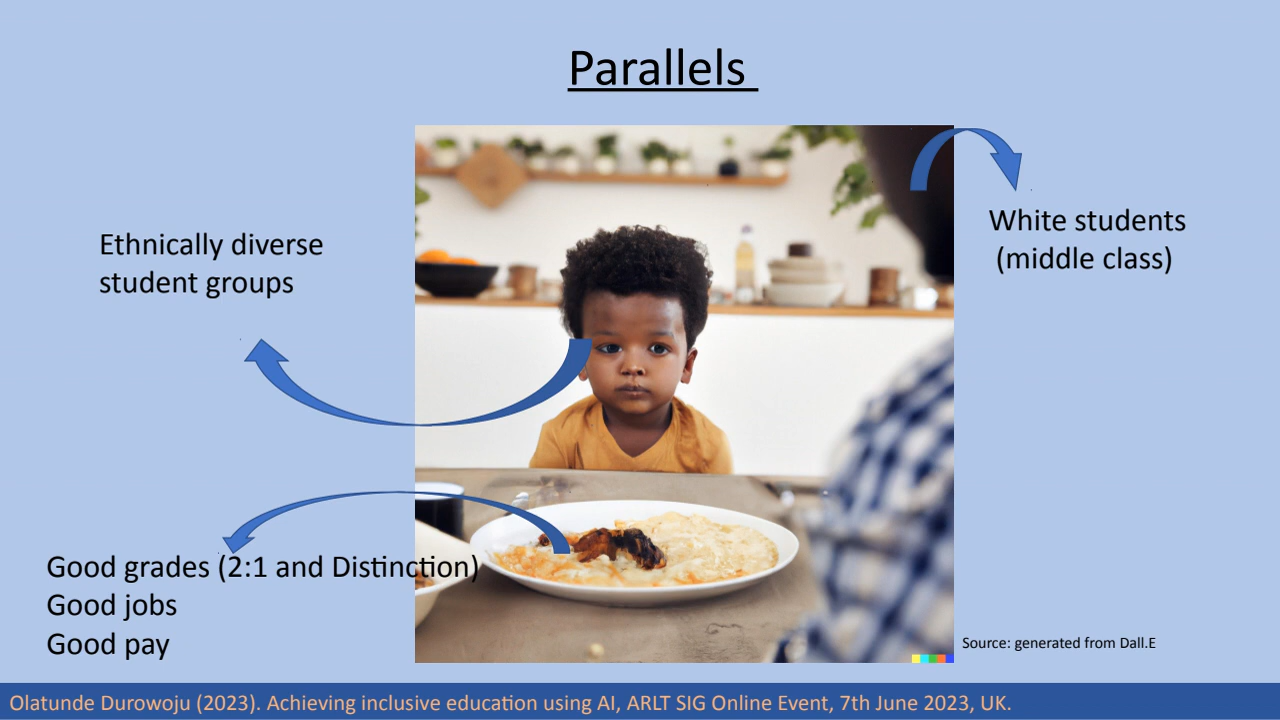 Parallels
Ethnically diverse
student groups
White students
(middle class)
Good grades (2:1 and Distinction)
Good jobs
Good pay
Source: generated from Dall.E
Olatunde Durowoju (2023). Achieving inclusive education using AI, ARLT SIG Online Event, 7th June 2023, UK.